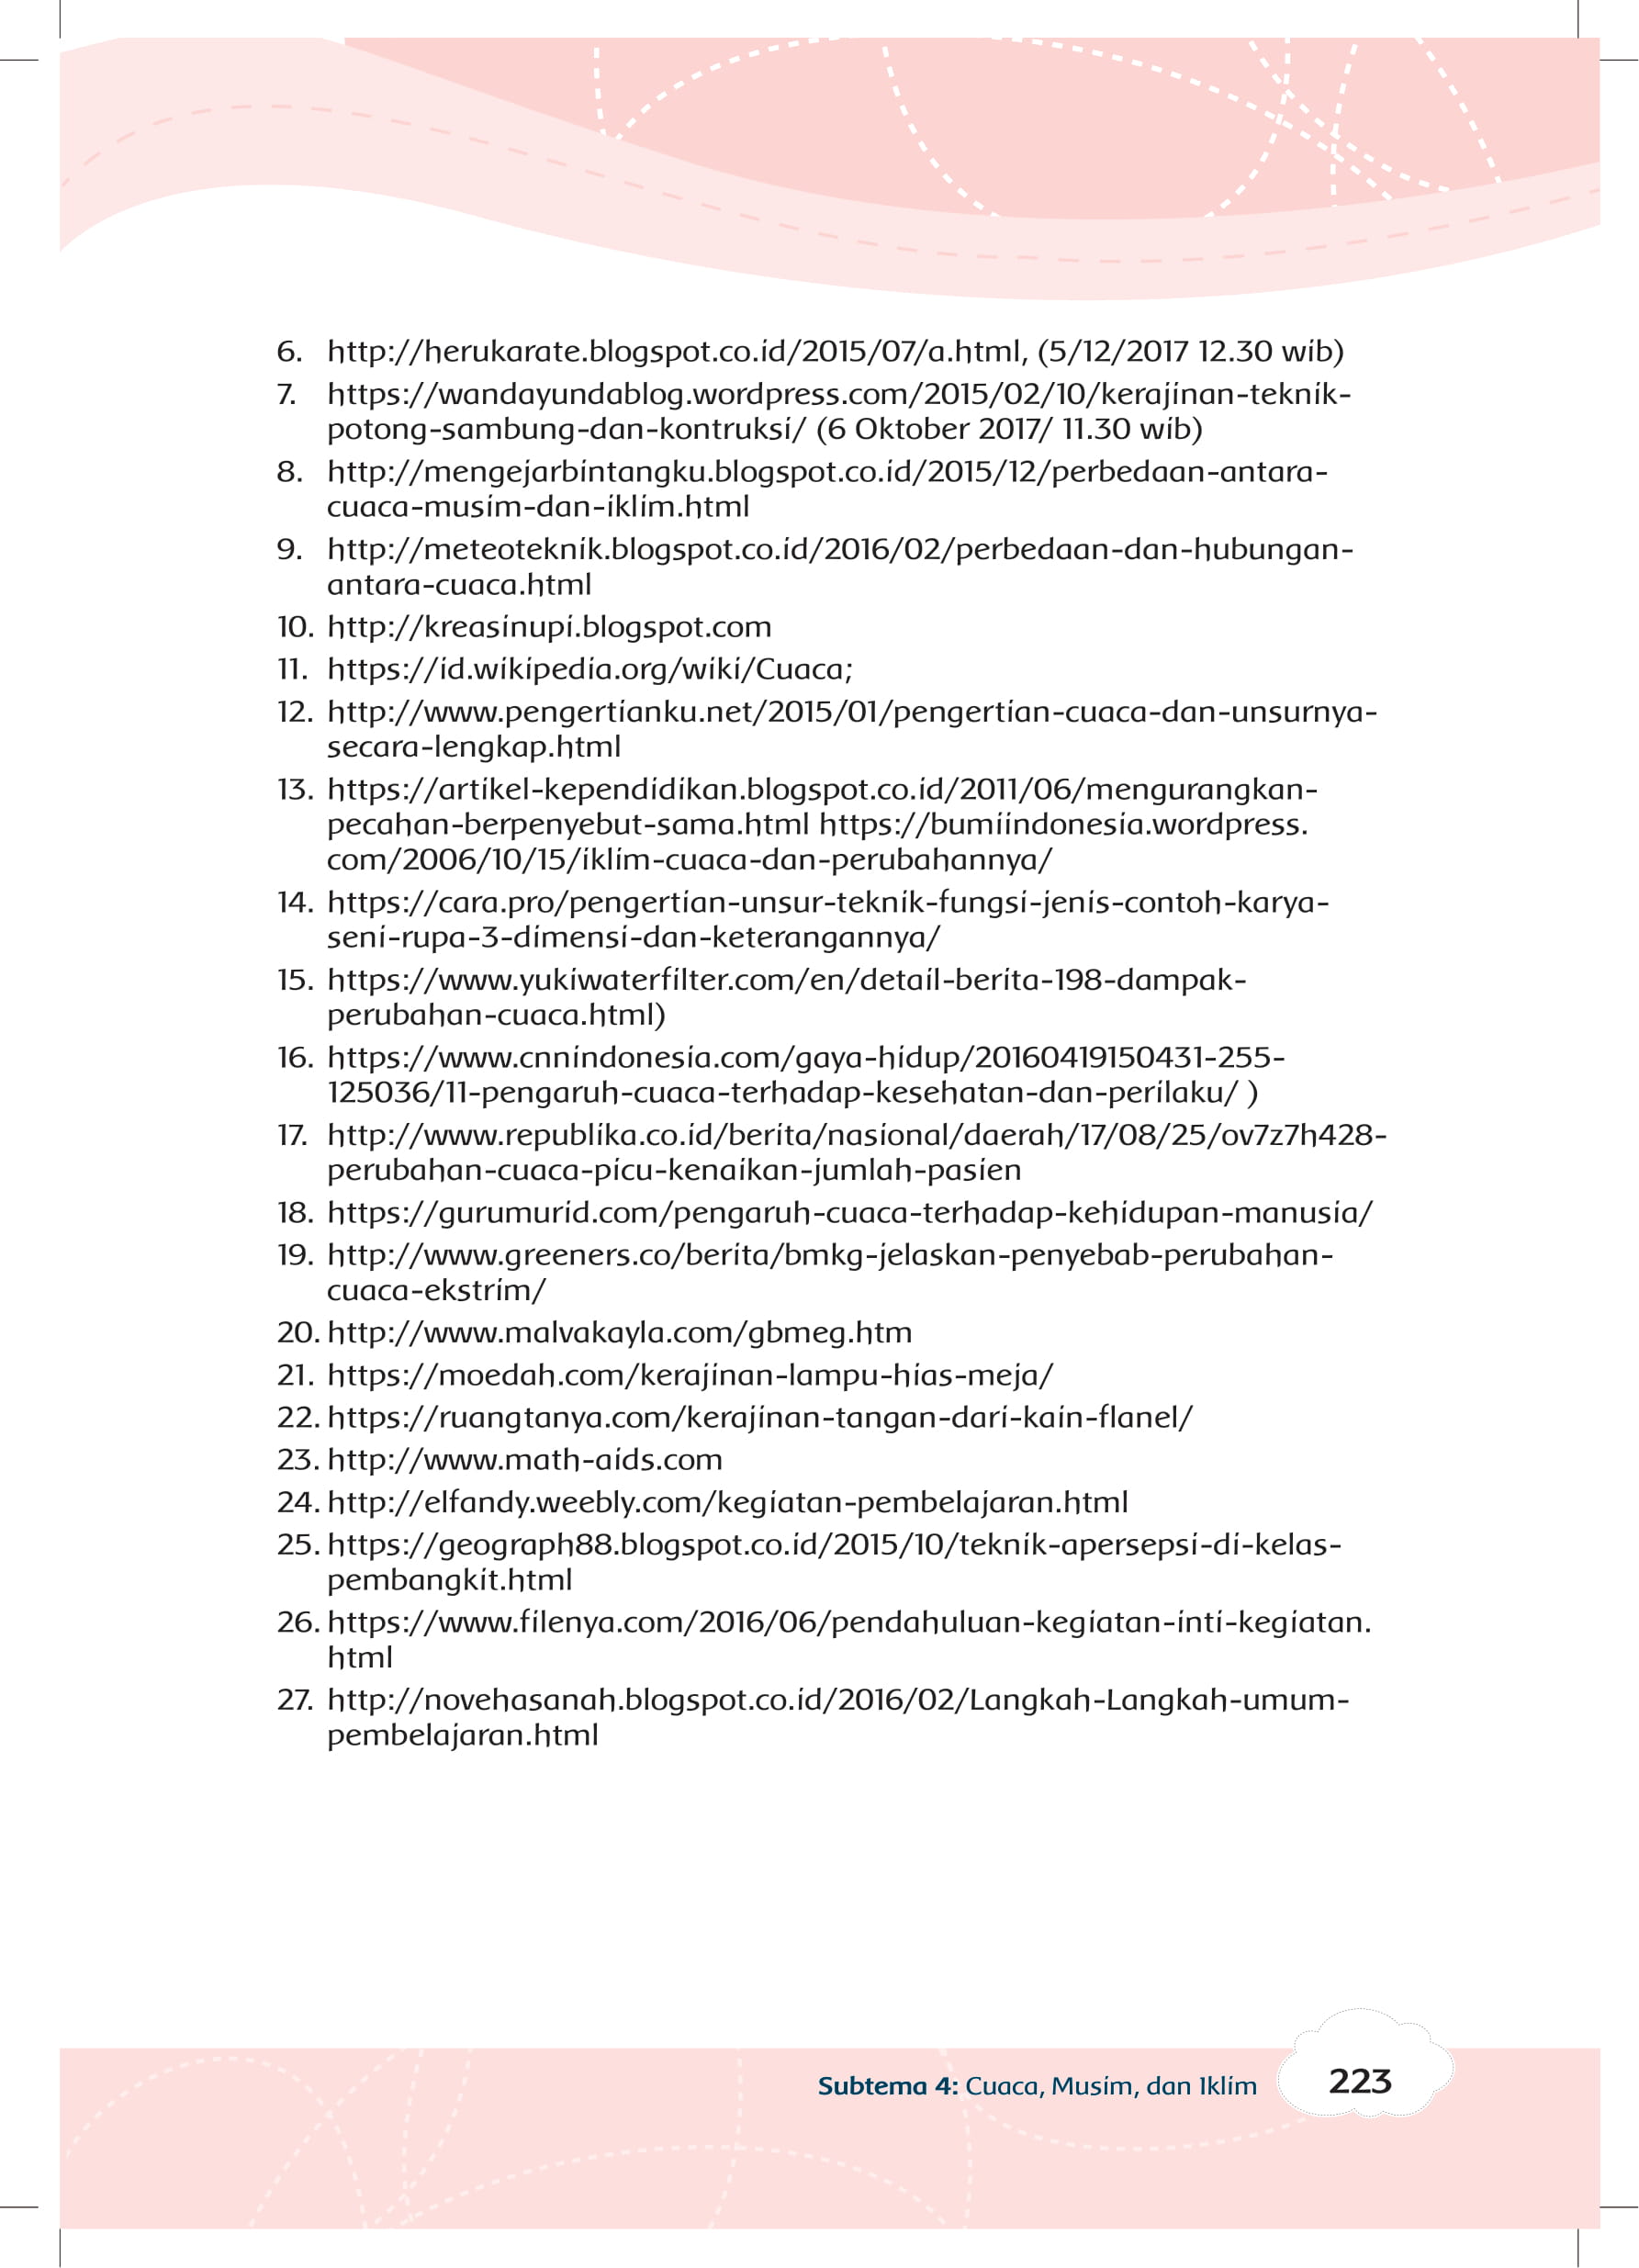 6. http://herukarate.blogspot.co.id/2015/07/a.html, (5/12/2017 12.30 wib)
7. https://wandayundablog.wordpress.com/2015/02/10/kerajinan-teknik-
potong-sambung-dan-kontruksi/ (6 Oktober 2017/ 11.30 wib)
8. http://mengejarbintangku.blogspot.co.id/2015/12/perbedaan-antara-
cuaca-musim-dan-iklim.html
9. http://meteoteknik.blogspot.co.id/2016/02/perbedaan-dan-hubungan-
antara-cuaca.html
10. http://kreasinupi.blogspot.com
11. https://id.wikipedia.org/wiki/Cuaca;
12. http://www.pengertianku.net/2015/01/pengertian-cuaca-dan-unsurnya-
secara-lengkap.html
13. https://artikel-kependidikan.blogspot.co.id/2011/06/mengurangkan-
pecahan-berpenyebut-sama.html https://bumiindonesia.wordpress.
com/2006/10/15/iklim-cuaca-dan-perubahannya/
14. https://cara.pro/pengertian-unsur-teknik-fungsi-jenis-contoh-karya-
seni-rupa-3-dimensi-dan-keterangannya/
15. https://www.yukiwaterfilter.com/en/detail-berita-198-dampak-
perubahan-cuaca.html)
16. https://www.cnnindonesia.com/gaya-hidup/20160419150431-255-
125036/11-pengaruh-cuaca-terhadap-kesehatan-dan-perilaku/ )
17. http://www.republika.co.id/berita/nasional/daerah/17/08/25/ov7z7h428-
perubahan-cuaca-picu-kenaikan-jumlah-pasien
18. https://gurumurid.com/pengaruh-cuaca-terhadap-kehidupan-manusia/
19. http://www.greeners.co/berita/bmkg-jelaskan-penyebab-perubahan-
cuaca-ekstrim/
20. http://www.malvakayla.com/gbmeg.htm
21. https://moedah.com/kerajinan-lampu-hias-meja/
22. https://ruangtanya.com/kerajinan-tangan-dari-kain-flanel/
23. http://www.math-aids.com
24. http://elfandy.weebly.com/kegiatan-pembelajaran.html
25. https://geograph88.blogspot.co.id/2015/10/teknik-apersepsi-di-kelas-
pembangkit.html
26. https://www.filenya.com/2016/06/pendahuluan-kegiatan-inti-kegiatan.
html
27. http://novehasanah.blogspot.co.id/2016/02/Langkah-Langkah-umum-
pembelajaran.html
Subtema 4: Cuaca, Musim, dan Iklim
223